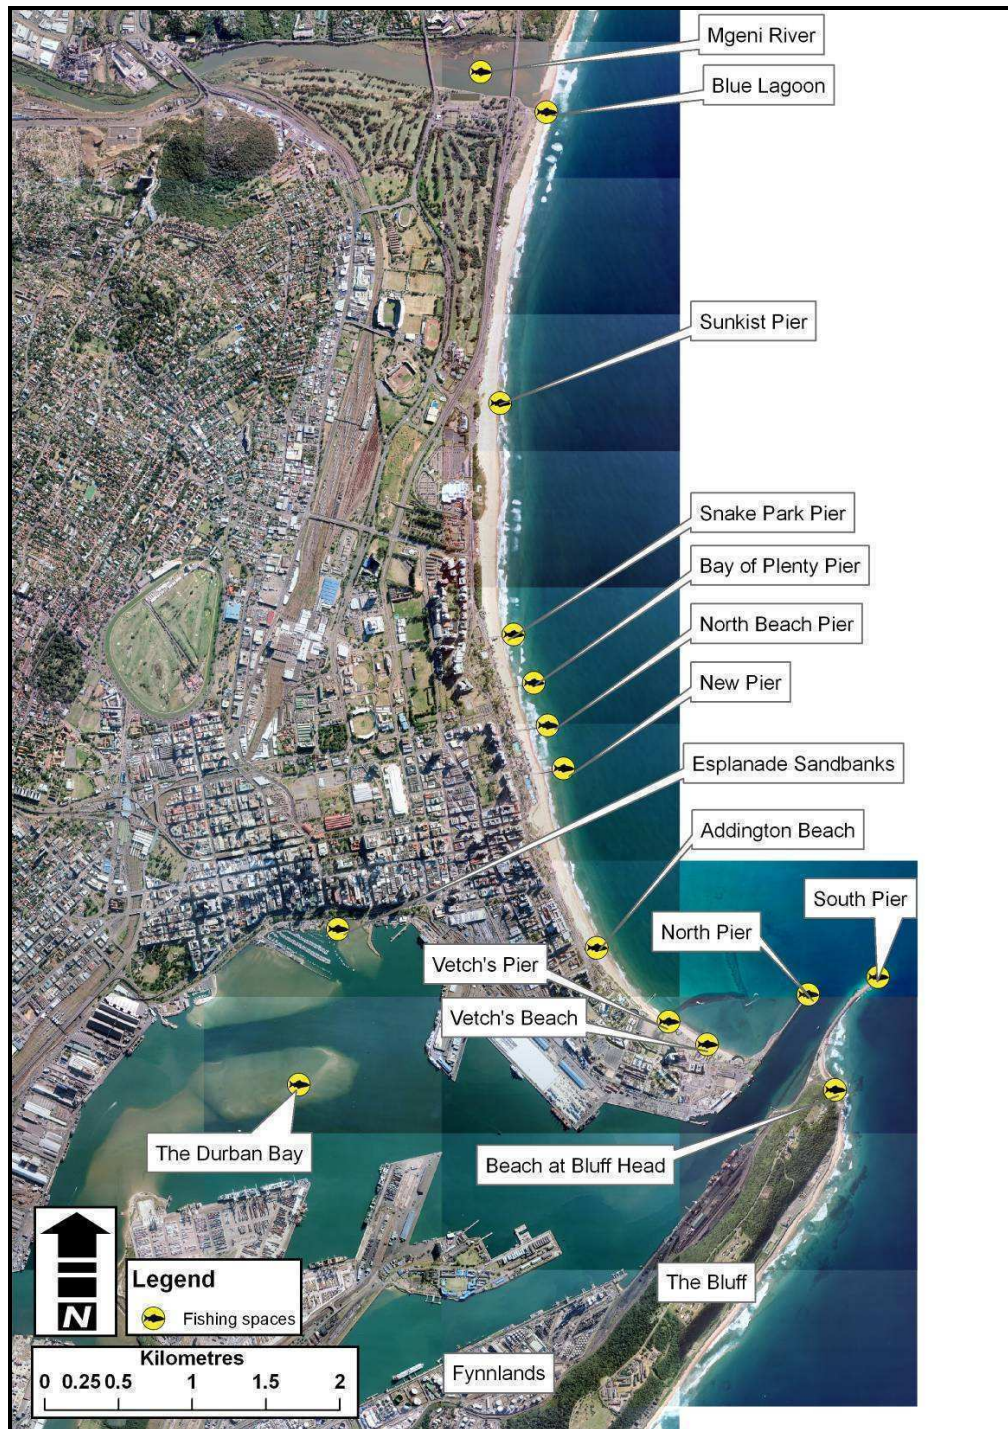 Mgeni River
Blue Lagoon
Sunkist Pier
Snake Park Pier
Bay of Plenty Pier
North Beach Pier
New Pier
Esplanade Sandbanks
Addington Beach
South Pier
North Pier
Vetch's Pier
Vetch's Beach
The Durban Bay
Beach at Bluff Head
The Bluff
Fynnlands
N
Legend
Fishing spaces
Kilometres
0 0.25 0.5 1 1.5 2